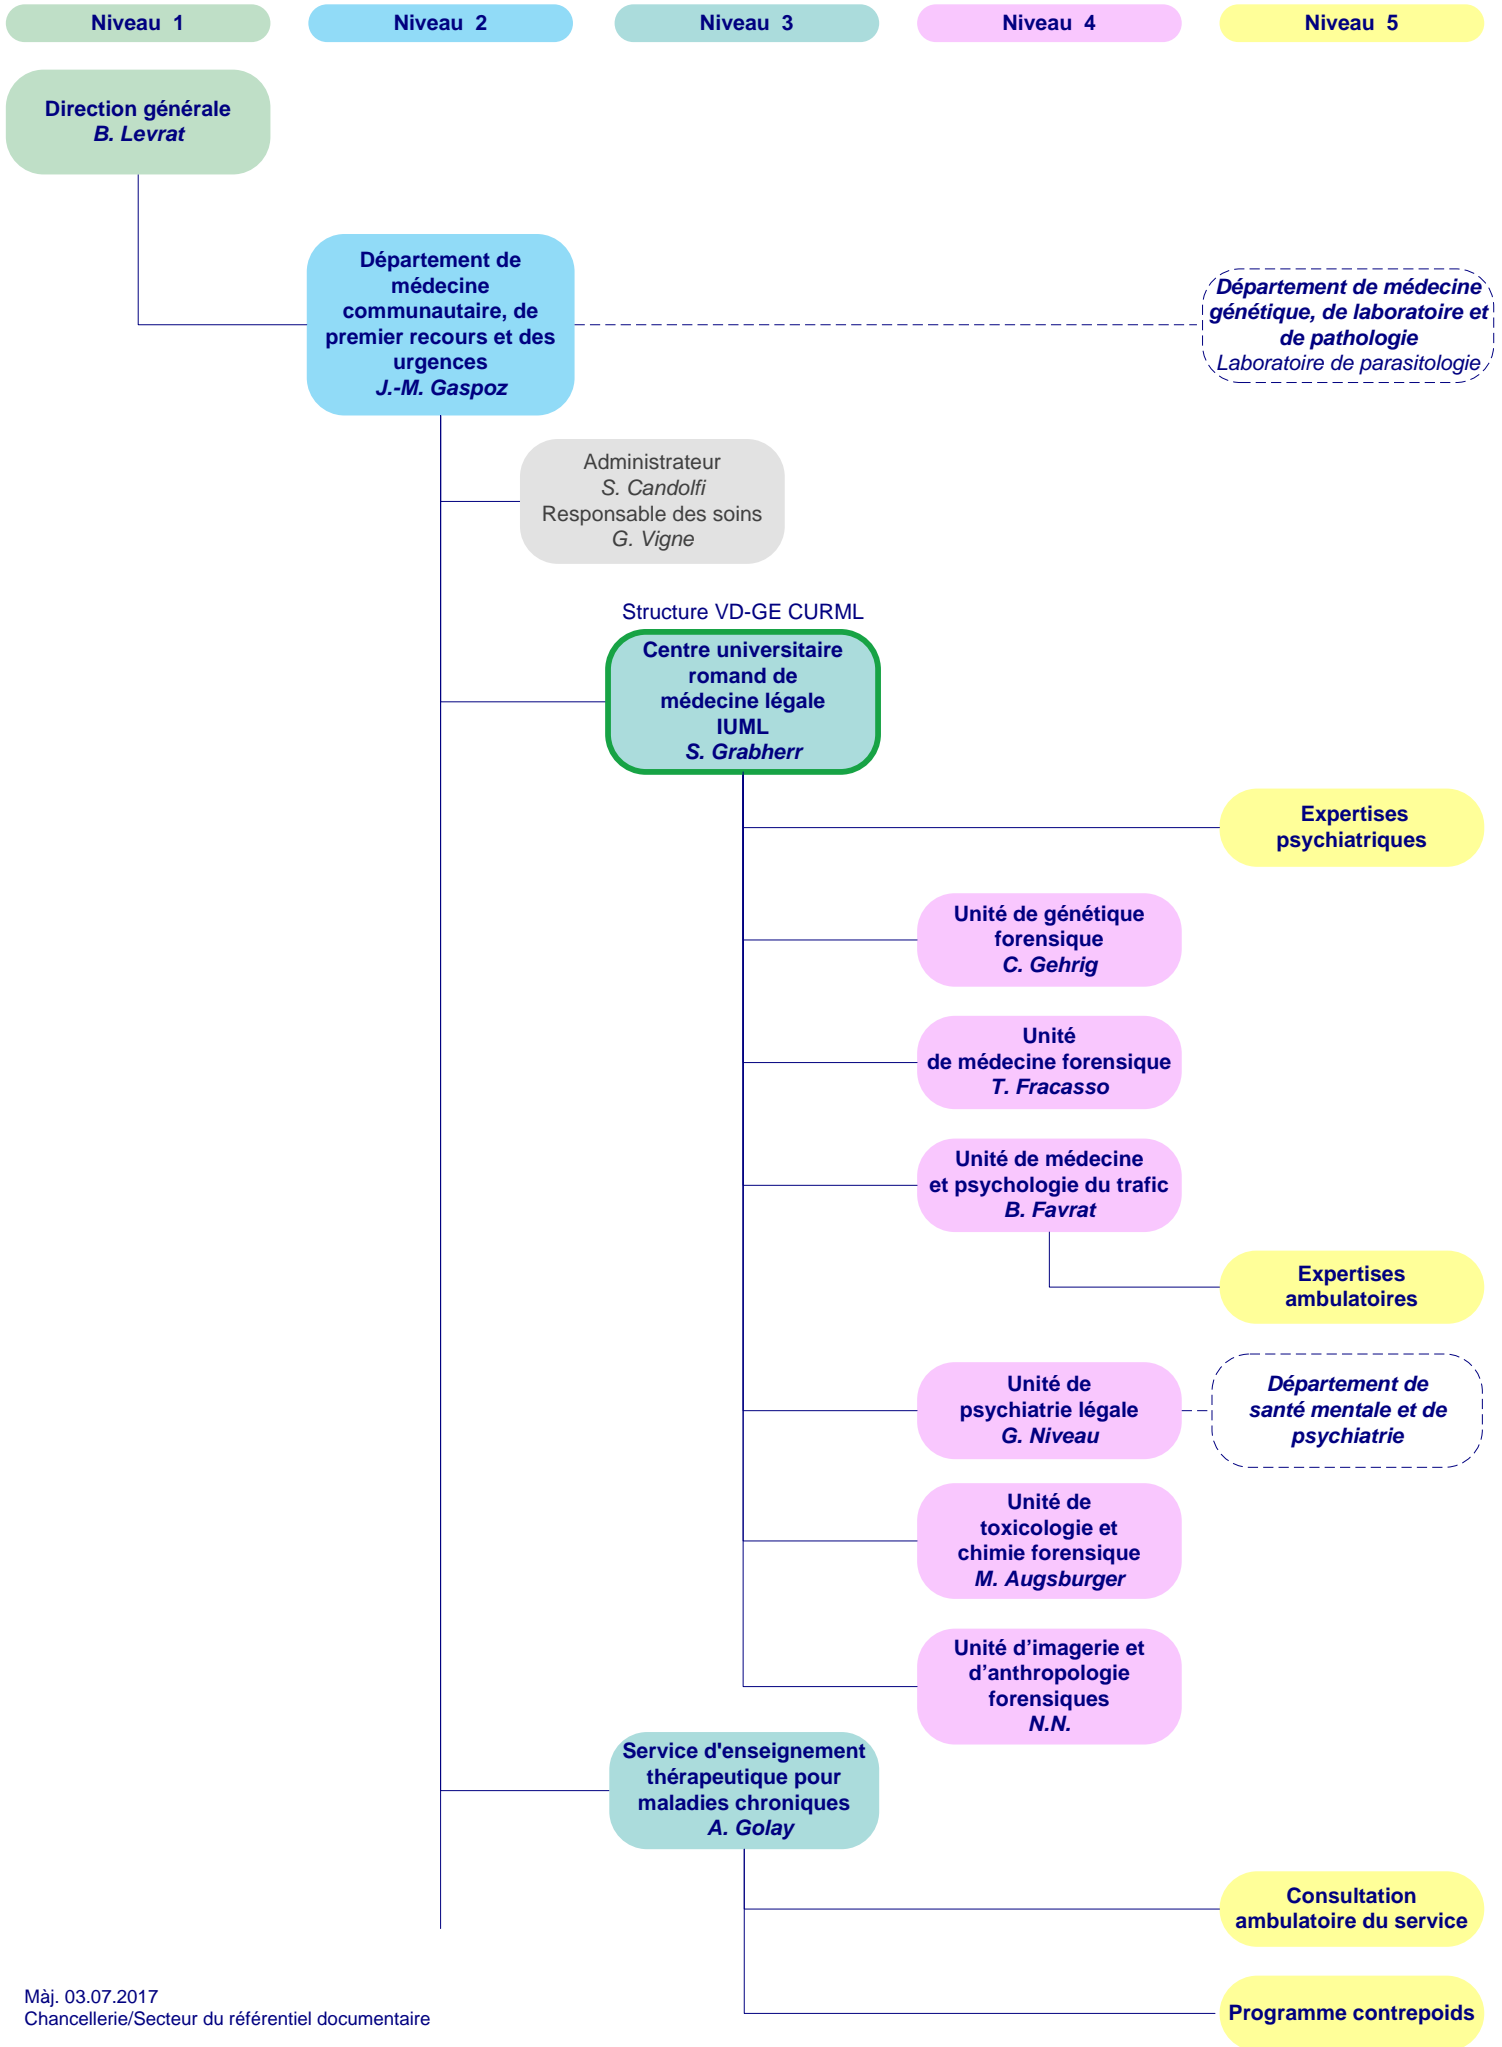 Niveau 1
Niveau 2
Niveau 3
Niveau 4
Niveau 5
Direction générale
B. Levrat
Département de
médecine
communautaire, de
premier recours et des
urgences
J.-M. Gaspoz
Département de médecine
génétique, de laboratoire et
de pathologie
Laboratoire de parasitologie
Administrateur
S. Candolfi
Responsable des soins
G. Vigne
Structure VD-GE CURML
Centre universitaire
romand de
médecine légale
IUML
S. Grabherr
Expertises
psychiatriques
Unité de génétique
forensique
C. Gehrig
Unité
de médecine forensique
T. Fracasso
Unité de médecine
et psychologie du trafic
B. Favrat
Expertises
ambulatoires
Unité de
psychiatrie légale
G. Niveau
Département de
santé mentale et de
psychiatrie
Unité de
toxicologie et
chimie forensique
M. Augsburger
Unité d’imagerie et
d’anthropologie
forensiques
N.N.
Service d'enseignement
thérapeutique pour
maladies chroniques
A. Golay
Consultation
ambulatoire du service
Programme contrepoids
Màj. 03.07.2017
Chancellerie/Secteur du référentiel documentaire